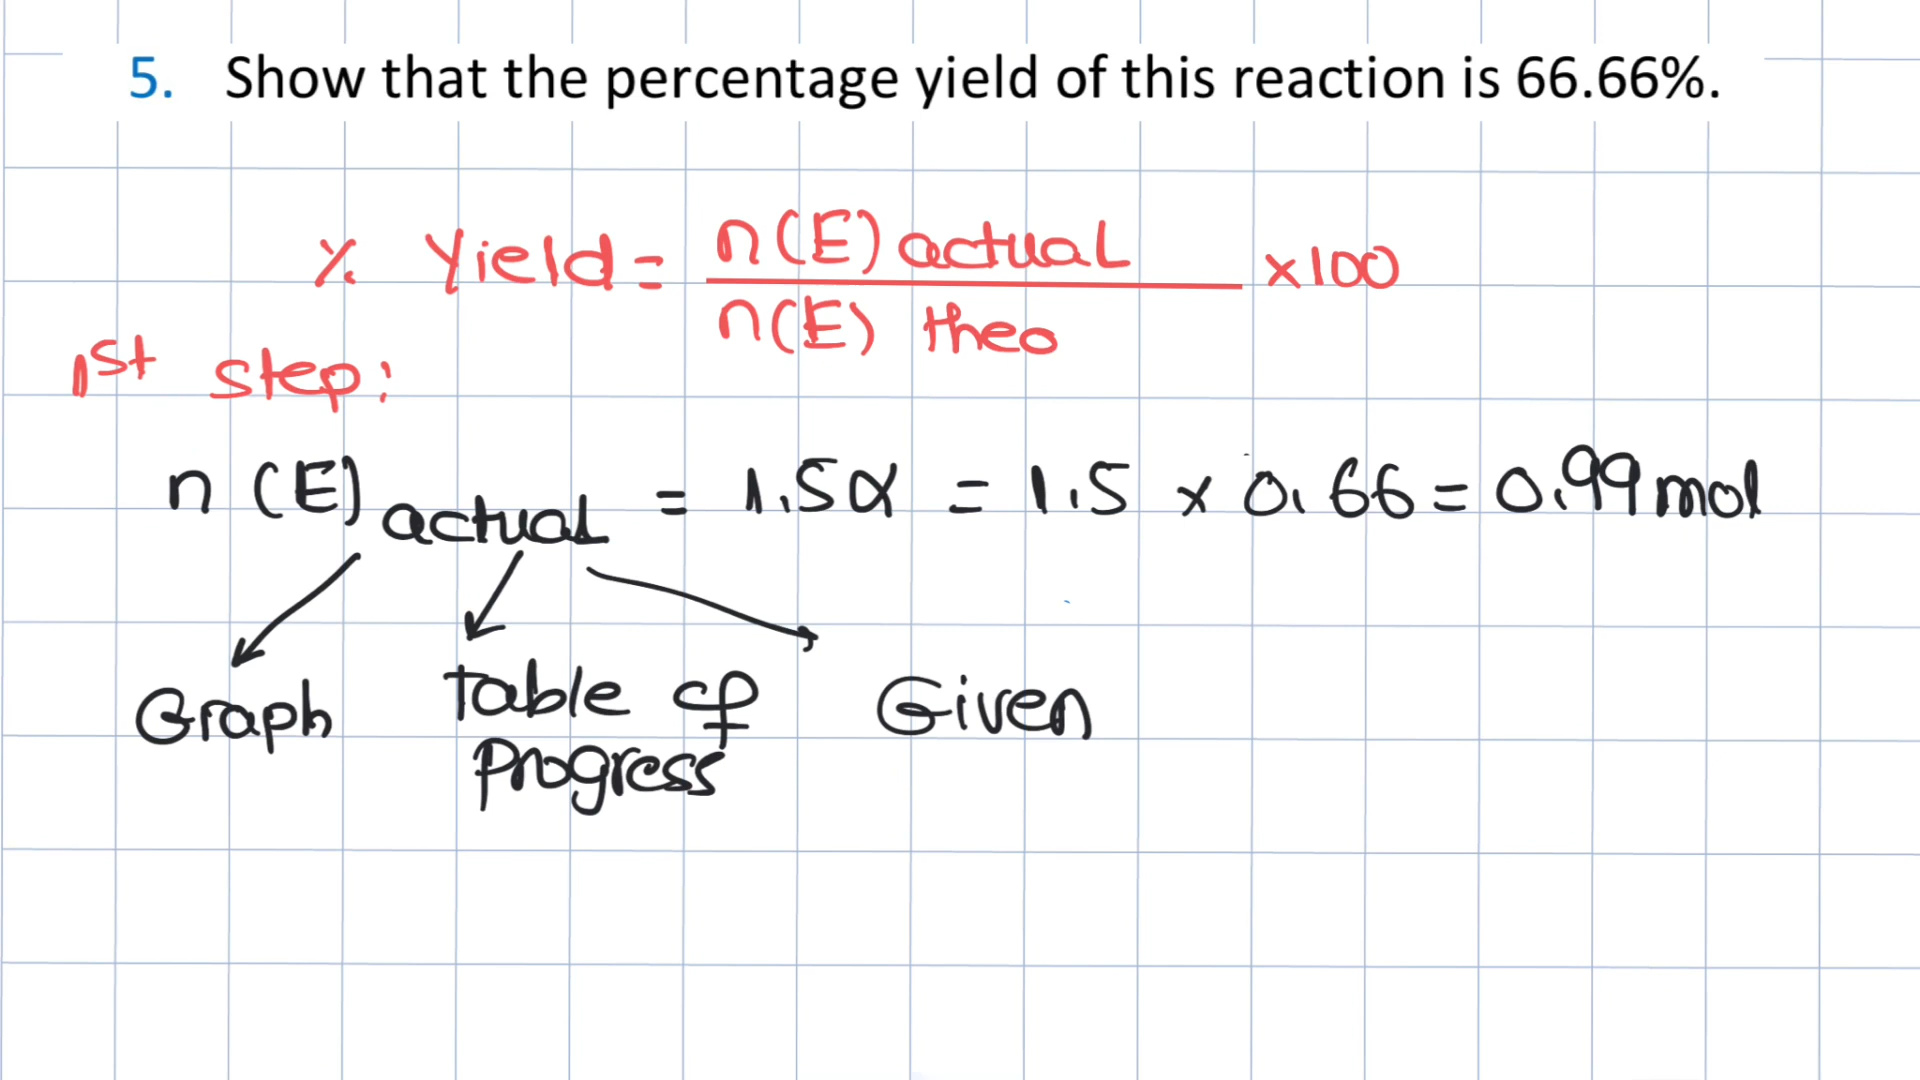 5. Show that the percentage yield of this reaction is 66.66%.
% Yield = n(E) actual / n(E) theo x100
1st step:
n (E) actual = 1.5α = 1.5 x 0.66 = 0.99 mol
Graph table of Given
Progress